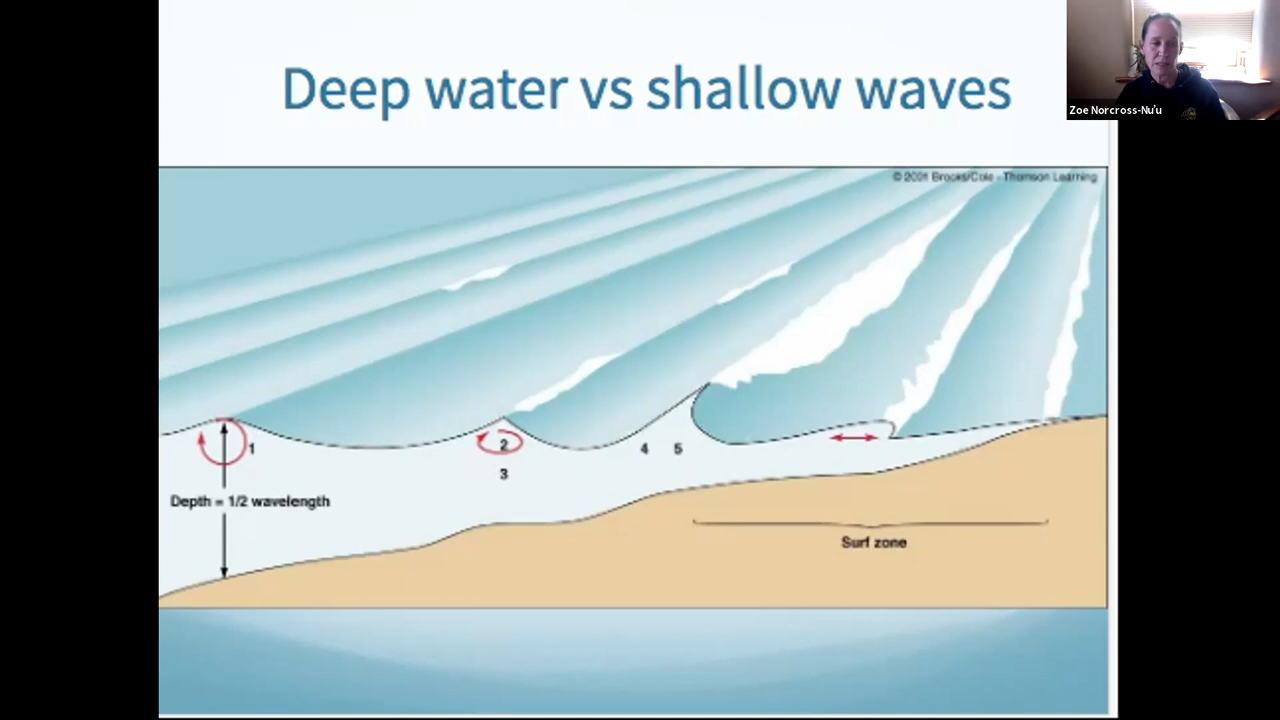 Deep water vs shallow waves
Zoe Norcross-Nu'u
© 2001 Brooks/Cole - Thomson Learning
1
2
3
4 5
Depth = 1/2 wavelength
Surf zone